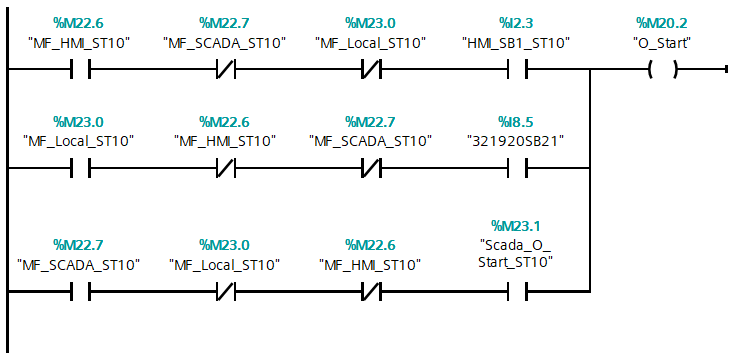 %M22.6 %M22.7 %M23.0 %I2.3 %M20.2
"MF_HMI_ST10" "MF_SCADA_ST10" "MF_Local_ST10" "HMI_SB1_ST10" "O_Start"
%M23.0 %M22.6 %M22.7 %I8.5
"MF_Local_ST10" "MF_HMI_ST10" "MF_SCADA_ST10" "321920SB21"
%M23.1
%M22.7 %M23.0 %M22.6 "Scada_O_
"MF_SCADA_ST10" "MF_Local_ST10" "MF_HMI_ST10" Start_ST10"